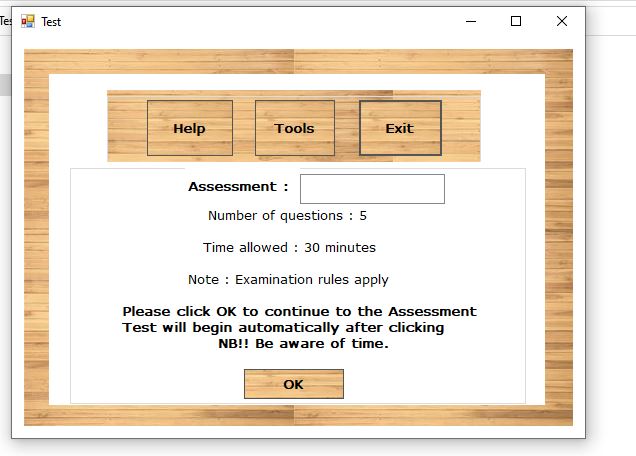 Tes
Test
Help
Tools
Exit
Assessment :
Number of questions : 5
Time allowed : 30 minutes
Note : Examination rules apply
Please click OK to continue to the Assessment
Test will begin automatically after clicking
NB!! Be aware of time.
OK